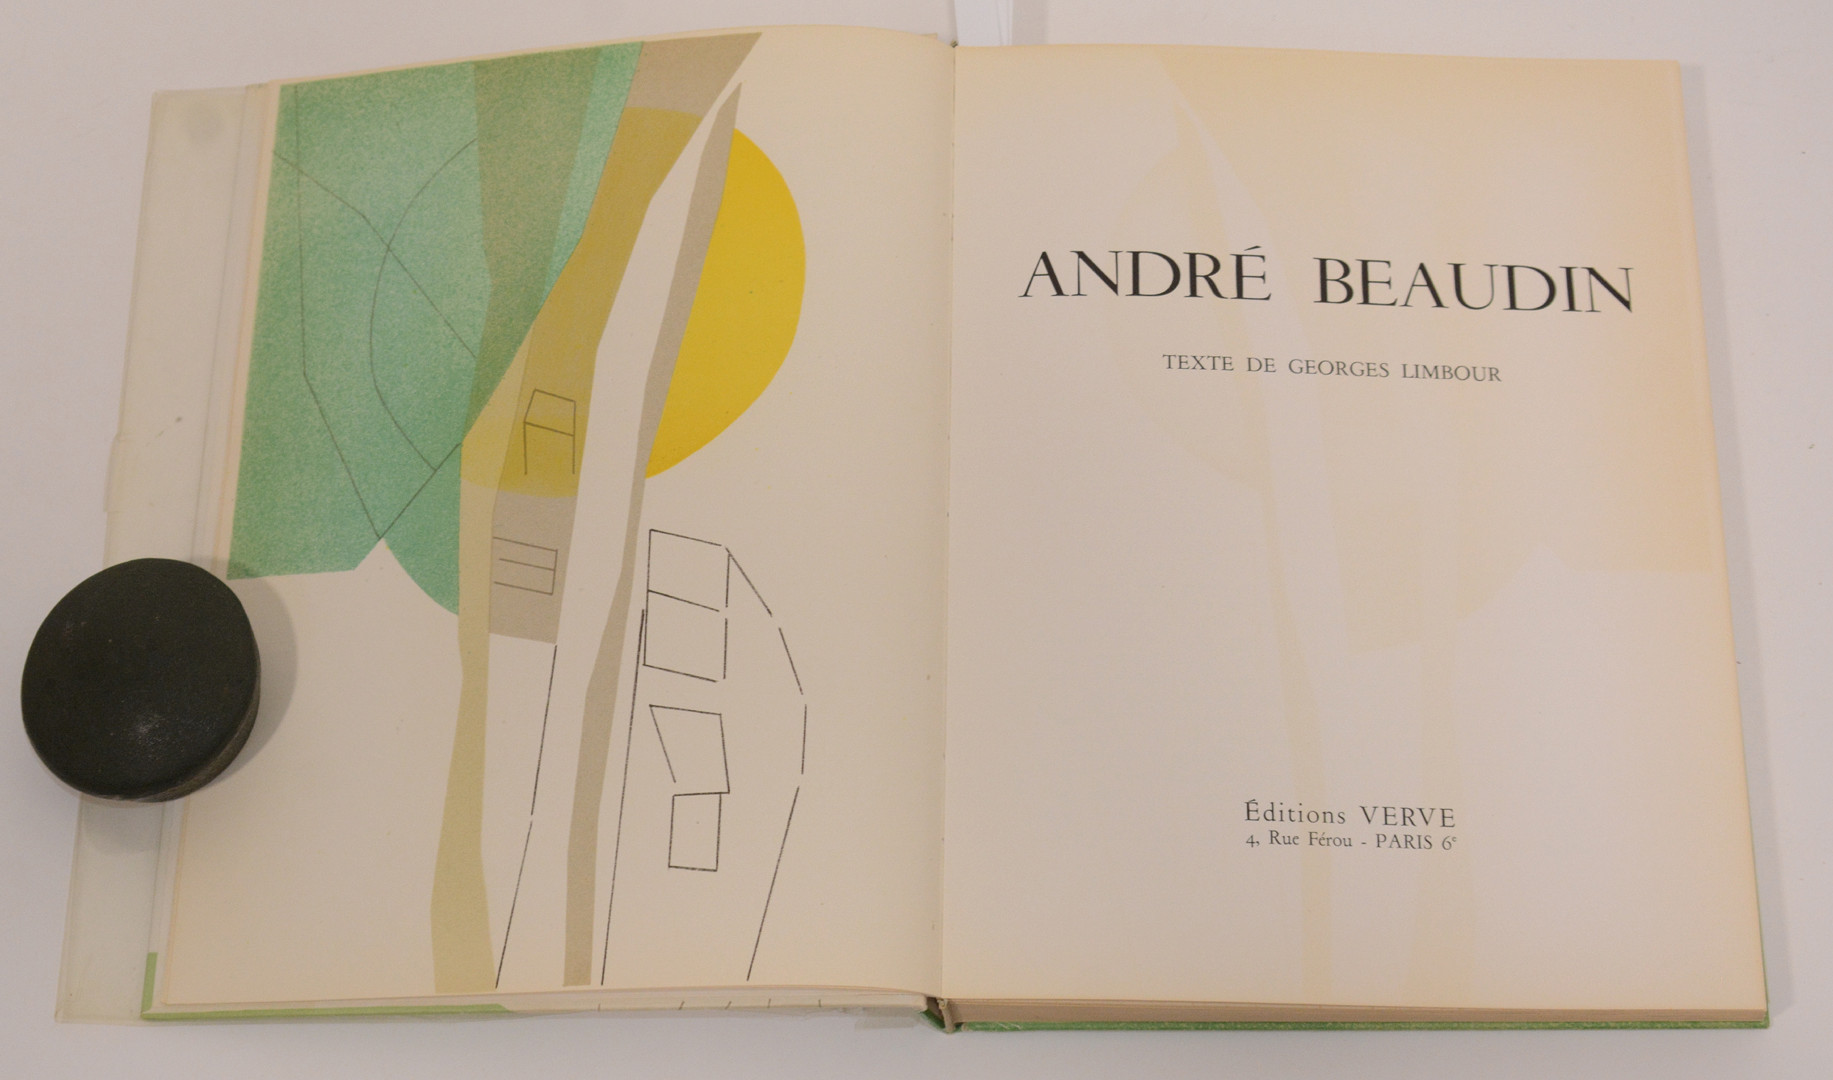 ANDRÉ BEAUDIN
TEXTE DE GEORGES LIMBOUR
Éditions VERVE
4, Rue Férou - PARIS 6ᵉ